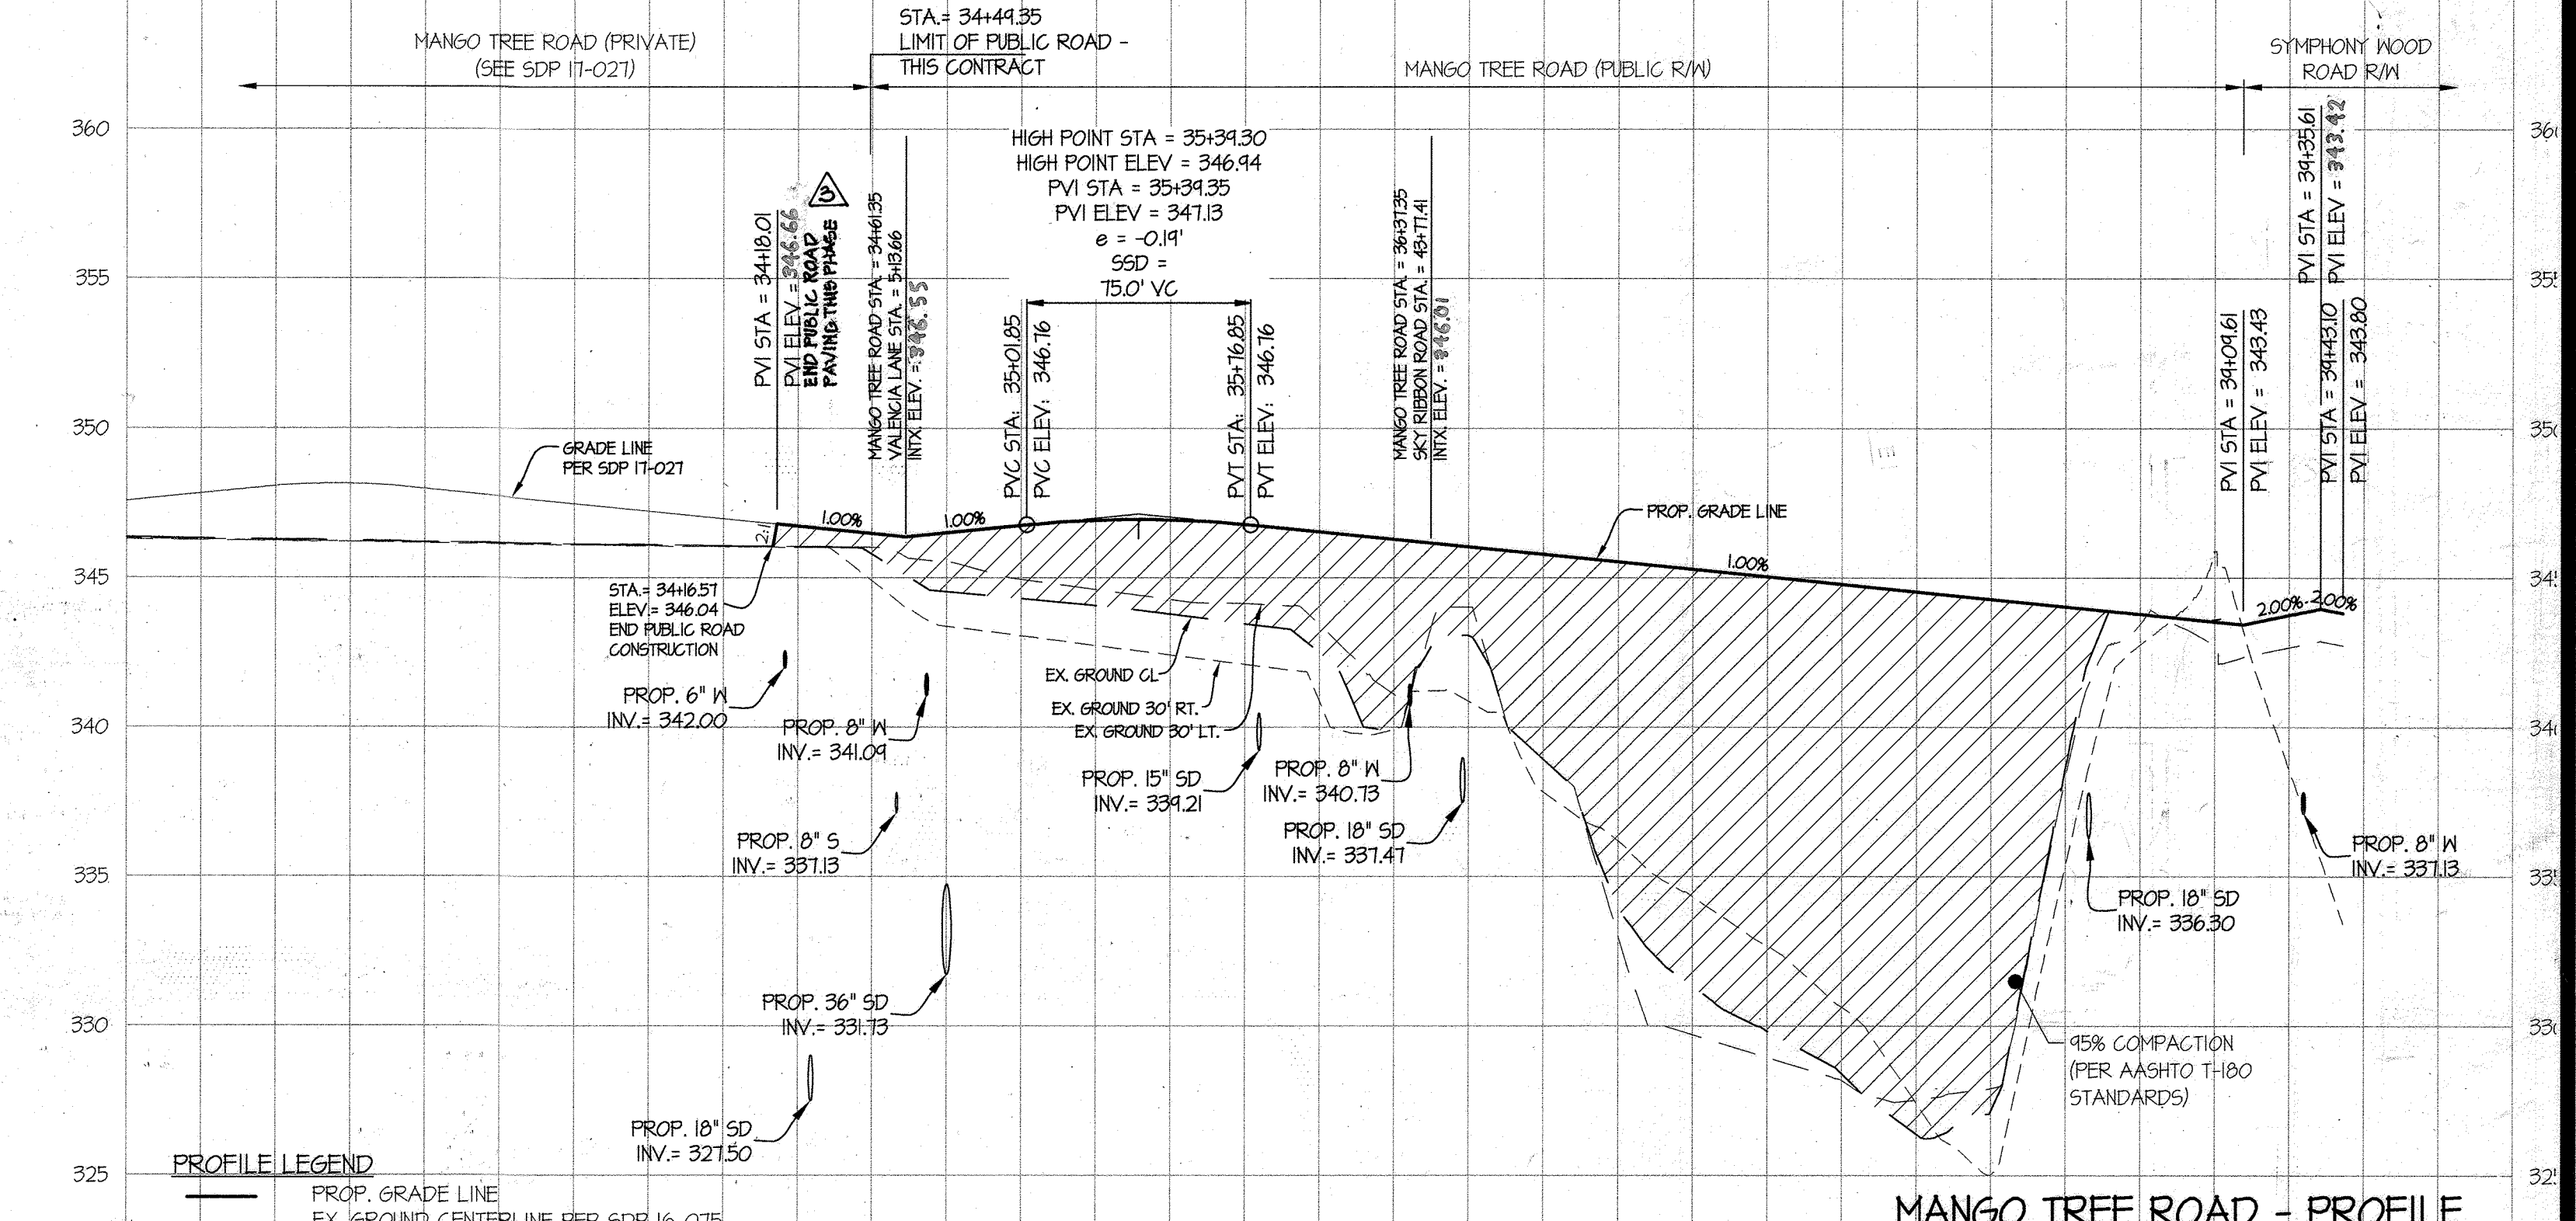 MANGO TREE ROAD (PRIVATE)
(SEE SDP 17-027)
STA.= 34+49.35
LIMIT OF PUBLIC ROAD -
THIS CONTRACT
MANGO TREE ROAD (PUBLIC R/W)
SYMPHONY WOOD
ROAD R/W
360
355
350
345
340
335
330
325
PVI STA = 34+18.01
PVI ELEV = 346.66
END PUBLIC ROAD
PAVING THIS PHASE
3
MANGO TREE ROAD STA. = 34+61.35
VALENCIA LANE STA. = 5+13.66
INTX. ELEV. = 346.55
HIGH POINT STA = 35+39.30
HIGH POINT ELEV = 346.94
PVI STA = 35+39.35
PVI ELEV = 347.13
e = -0.19'
SSD =
75.0' VC
PVC STA: 35+01.85
PVC ELEV: 346.76
PVT STA: 35+76.85
PVT ELEV: 346.76
MANGO TREE ROAD STA. = 36+37.35
SKY RIBBON ROAD STA. = 43+77.41
INTX. ELEV. = 346.01
PVI STA = 39+09.61
PVI ELEV = 343.43
PVI STA = 39+35.61
PVI ELEV = 343.42
PVI STA = 39+43.10
PVI ELEV = 343.80
GRADE LINE
PER SDP 17-027
2:1
1.00%
1.00%
PROP. GRADE LINE
1.00%
2.00%
-2.00%
STA.= 34+16.57
ELEV.= 346.04
END PUBLIC ROAD
CONSTRUCTION
PROP. 6" W
INV.= 342.00
PROP. 8" W
INV.= 341.09
EX. GROUND CL
EX. GROUND 30' RT.
EX. GROUND 30' LT.
PROP. 15" SD
INV.= 339.21
PROP. 8" W
INV.= 340.73
PROP. 18" SD
INV.= 337.47
PROP. 8" S
INV.= 337.13
PROP. 36" SD
INV.= 331.73
PROP. 18" SD
INV.= 327.50
PROP. 8" W
INV.= 337.13
PROP. 18" SD
INV.= 336.30
95% COMPACTION
(PER AASHTO T-180
STANDARDS)
PROFILE LEGEND
PROP. GRADE LINE
EX. GROUND CENTERLINE PER SDP 16-075
MANGO TREE ROAD - PROFILE